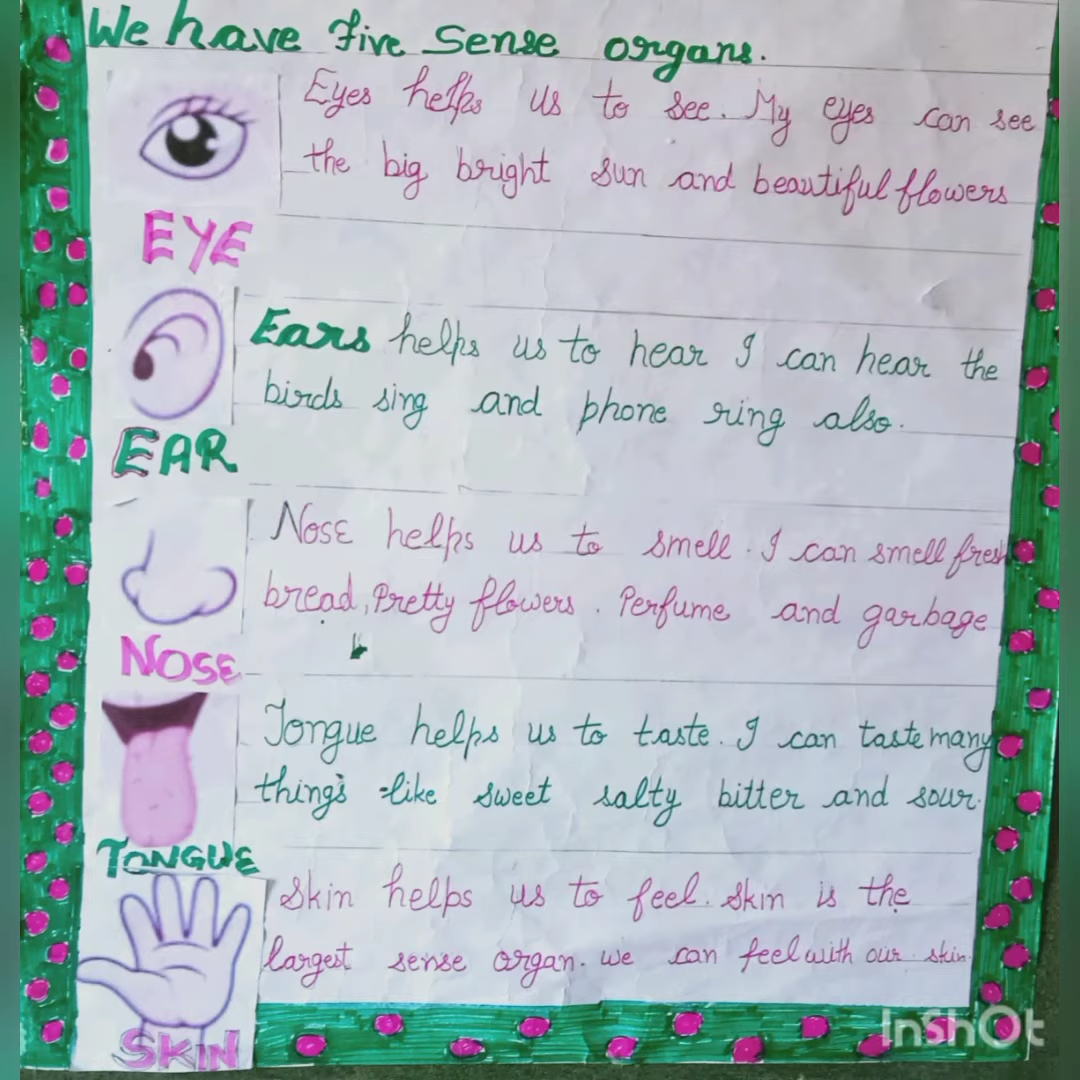 We have Five Sense organs.
Eyes helps us to see. My eyes can see
the big bright sun and beautiful flowers
EYE
Ears helps us to hear I can hear the
birds sing and phone ring also.
EAR
Nose helps us to smell. I can smell fresh
bread, Pretty flowers. Perfume and garbage
NOSE
Tongue helps us to taste. I can taste many
things like sweet salty bitter and sour.
TONGUE
Skin helps us to feel. Skin is the
largest sense organ. we can feel with our skin.
SKIN
InShOt